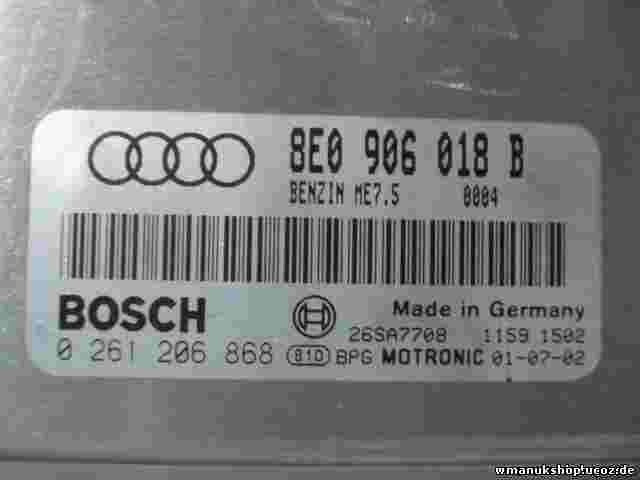 8E0 906 018 B
BENZIN ME7.5 0004
BOSCH
Made in Germany
26SA7708 1159 1502
0 261 206 868 810 BPG MOTRONIC 01-07-02
wmanukshop.ucoz.de